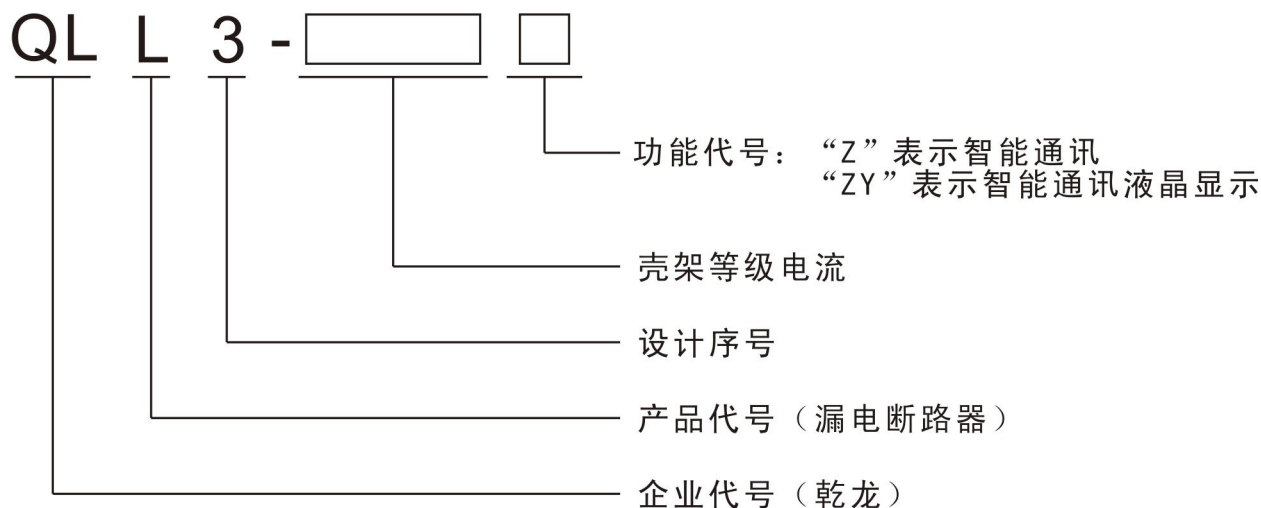 QL L 3 -
功能代号：“Z”表示智能通讯
“ZY”表示智能通讯液晶显示
壳架等级电流
设计序号
产品代号（漏电断路器）
企业代号（乾龙）